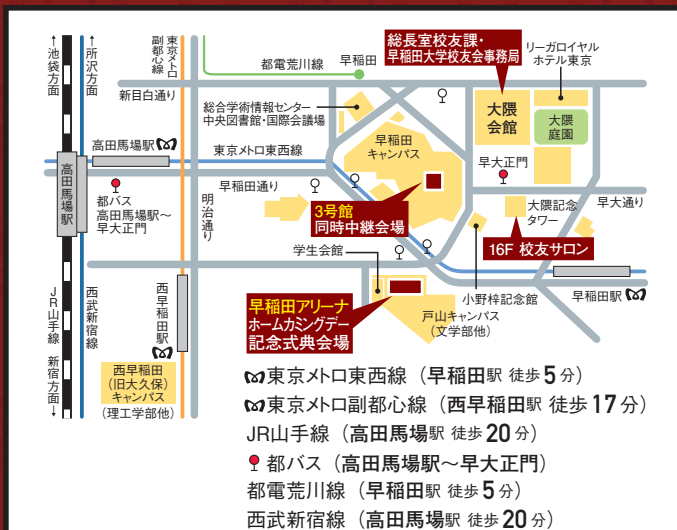 ↑池袋方面
↑所沢方面
東京メトロ
副都心線
都電荒川線
早稲田
総長室校友課・
早稲田大学校友会事務局
リーガロイヤル
ホテル東京
新目白通り
総合学術情報センター
中央図書館・国際会議場
大隈
会館
大隈
庭園
高田馬場駅
東京メトロ東西線
早稲田
キャンパス
早大正門
高田馬場駅
都バス
高田馬場駅〜
早大正門
明治通り
早稲田通り
3号館
同時中継会場
大隈記念
タワー
早大通り
16F 校友サロン
学生会館
小野梓記念館
早稲田駅
早稲田アリーナ
ホームカミングデー
記念式典会場
戸山キャンパス
(文学部他)
JR山手線 新宿方面↓
西武新宿線
西早稲田駅
西早稲田
(旧大久保)
キャンパス
(理工学部他)
東京メトロ東西線(早稲田駅 徒歩5分)
東京メトロ副都心線(西早稲田駅 徒歩17分)
JR山手線(高田馬場駅 徒歩20分)
都バス(高田馬場駅〜早大正門)
都電荒川線(早稲田駅 徒歩5分)
西武新宿線(高田馬場駅 徒歩20分)